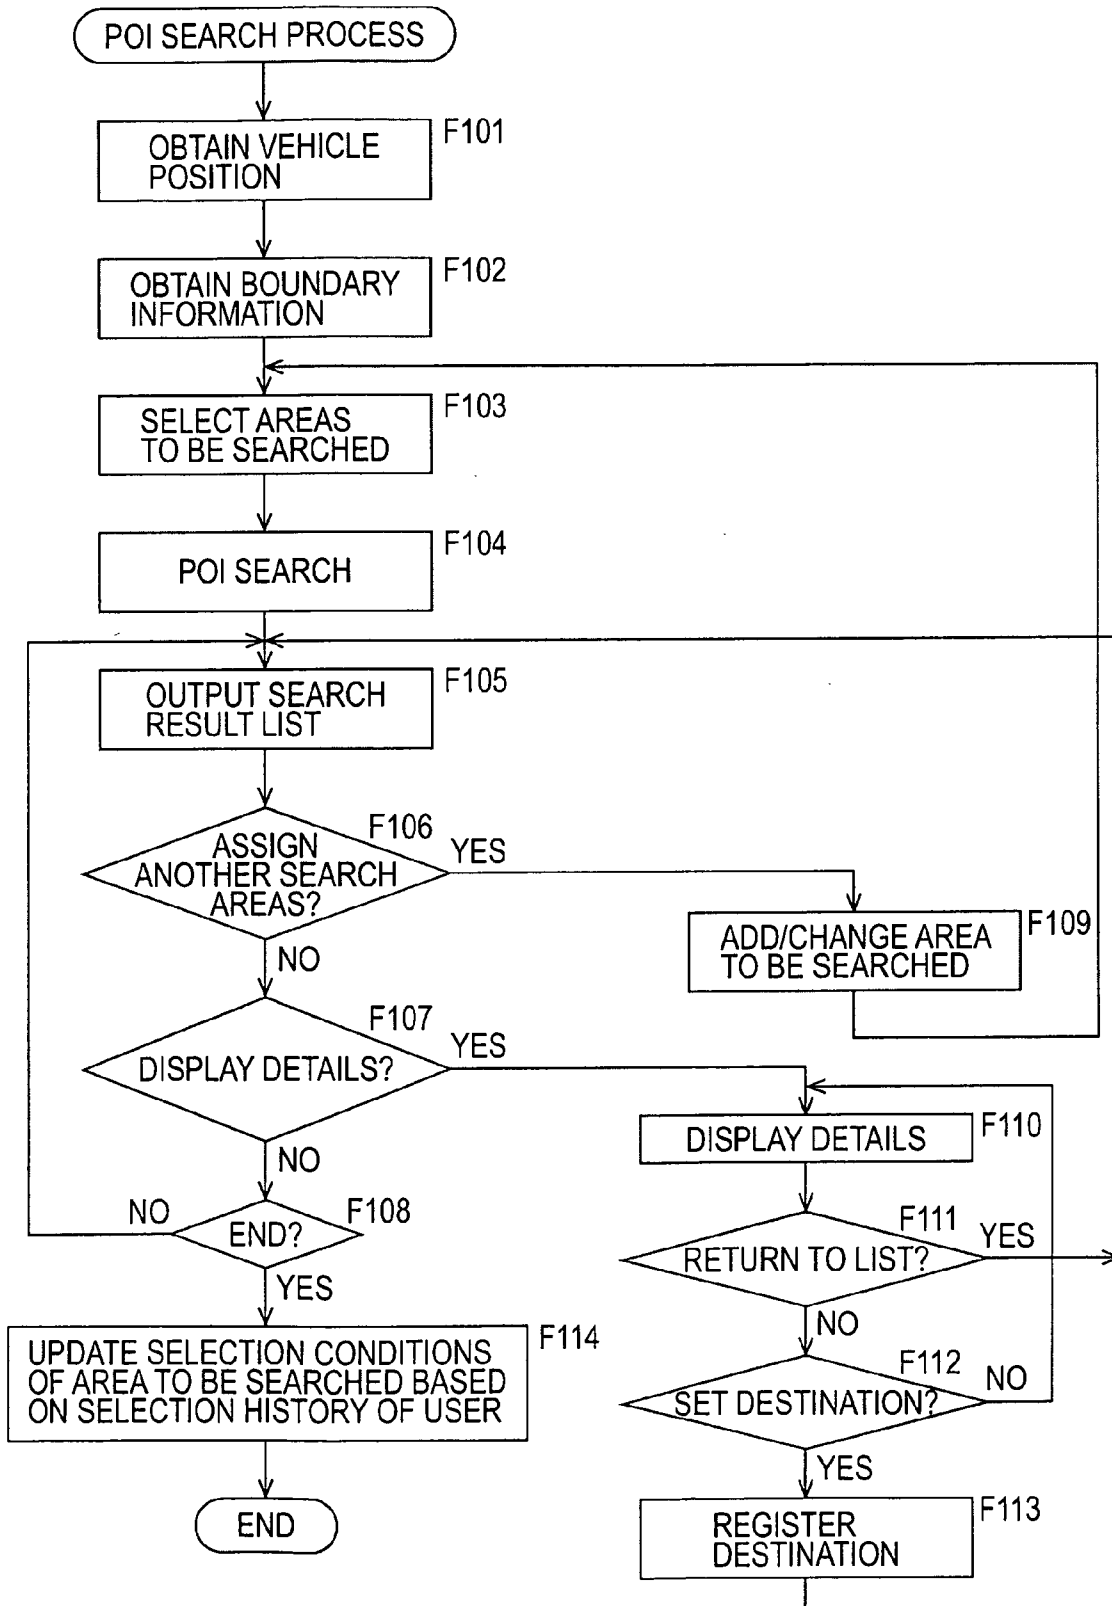 POI SEARCH PROCESS
F101
OBTAIN VEHICLE
POSITION
F102
OBTAIN BOUNDARY
INFORMATION
F103
SELECT AREAS
TO BE SEARCHED
F104
POI SEARCH
F105
OUTPUT SEARCH
RESULT LIST
F106
ASSIGN
ANOTHER SEARCH
AREAS?
YES
NO
F109
ADD/CHANGE AREA
TO BE SEARCHED
F107
DISPLAY DETAILS?
YES
NO
F110
DISPLAY DETAILS
F108
END?
NO
YES
F111
RETURN TO LIST?
YES
NO
F114
UPDATE SELECTION CONDITIONS
OF AREA TO BE SEARCHED BASED
ON SELECTION HISTORY OF USER
F112
SET DESTINATION?
NO
YES
END
F113
REGISTER
DESTINATION